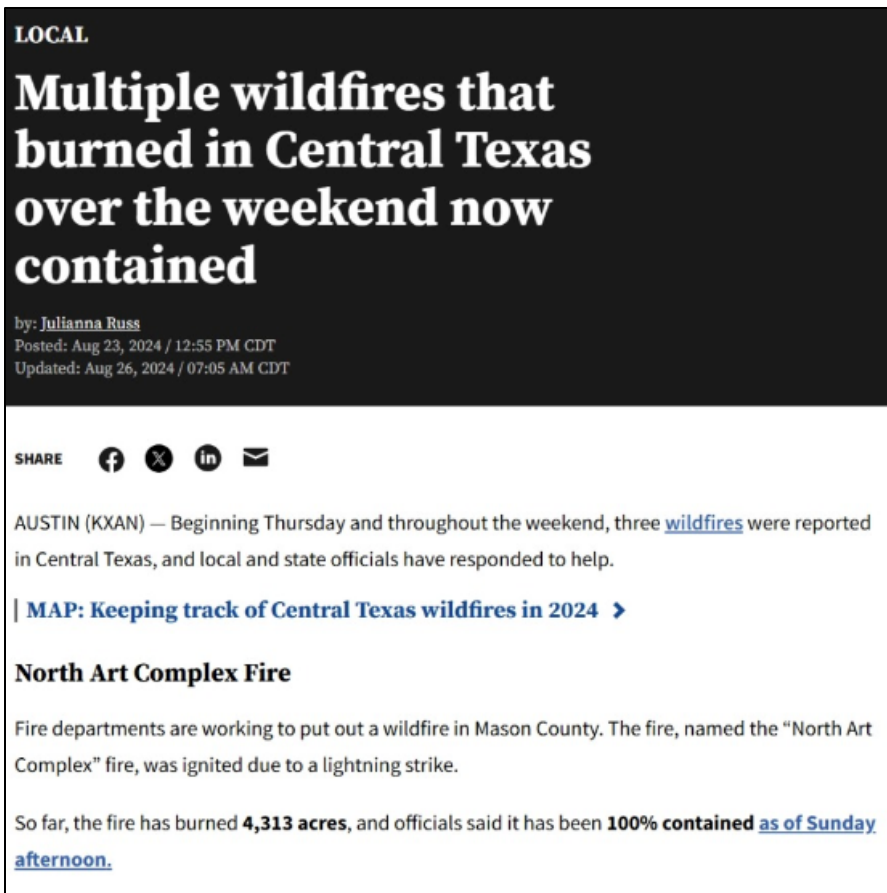 LOCAL
Multiple wildfires that
burned in Central Texas
over the weekend now
contained
by: Julianna Russ
Posted: Aug 23, 2024 / 12:55 PM CDT
Updated: Aug 26, 2024 / 07:05 AM CDT
SHARE
AUSTIN (KXAN) — Beginning Thursday and throughout the weekend, three wildfires were reported
in Central Texas, and local and state officials have responded to help.
MAP: Keeping track of Central Texas wildfires in 2024
North Art Complex Fire
Fire departments are working to put out a wildfire in Mason County. The fire, named the “North Art
Complex” fire, was ignited due to a lightning strike.
So far, the fire has burned 4,313 acres, and officials said it has been 100% contained as of Sunday
afternoon.